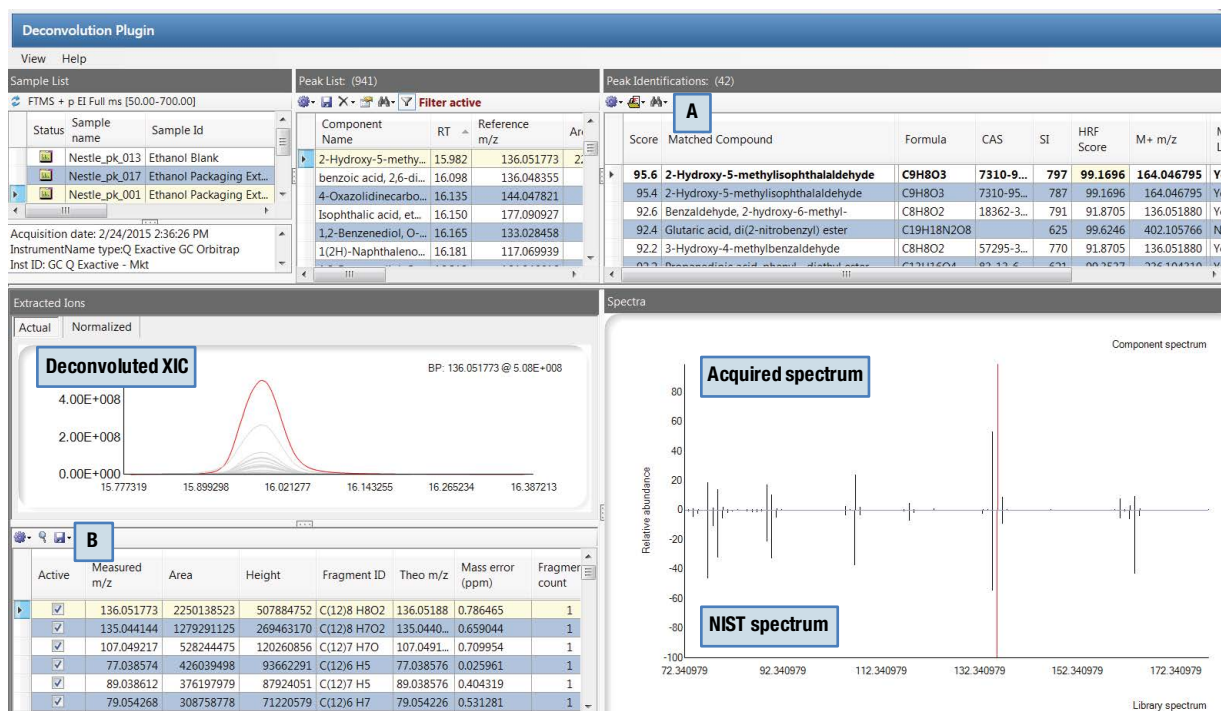 Deconvolution Plugin
View Help
Sample List
FTMS + p EI Full ms [50.00-700.00]
Status Sample name Sample Id
Nestle_pk_013 Ethanol Blank
Nestle_pk_017 Ethanol Packaging Ext...
Nestle_pk_001 Ethanol Packaging Ext...
Acquisition date: 2/24/2015 2:36:26 PM
InstrumentName type:Q Exactive GC Orbitrap
Inst ID: GC Q Exactive - Mkt
Peak List: (941)
Filter active
Component Name RT Reference m/z
2-Hydroxy-5-methy... 15.982 136.051773
benzoic acid, 2,6-di... 16.098 136.048355
4-Oxazolidinecarbo... 16.135 144.047821
Isophthalic acid, et... 16.150 177.090927
1,2-Benzenediol, O-... 16.165 133.028458
1(2H)-Naphthaleno... 16.181 117.069939
Peak Identifications: (42)
A
Score Matched Compound Formula CAS SI HRF Score M+ m/z
95.6 2-Hydroxy-5-methylisophthalaldehyde C9H8O3 7310-9... 797 99.1696 164.046795
95.4 2-Hydroxy-5-methylisophthalaldehyde C9H8O3 7310-95... 787 99.1696 164.046795
92.6 Benzaldehyde, 2-hydroxy-6-methyl- C8H8O2 18362-3... 791 91.8705 136.051880
92.4 Glutaric acid, di(2-nitrobenzyl) ester C19H18N2O8 625 99.6246 402.105766
92.2 3-Hydroxy-4-methylbenzaldehyde C8H8O2 57295-3... 770 91.8705 136.051880
Extracted Ions
Actual Normalized
Deconvoluted XIC
BP: 136.051773 @ 5.08E+008
4.00E+008
2.00E+008
0.00E+000
15.777319 15.899298 16.021277 16.143255 16.265234 16.387213
B
Active Measured m/z Area Height Fragment ID Theo m/z Mass error (ppm) Fragmen count
136.051773 2250138523 507884752 C(12)8 H8O2 136.05188 0.786465 1
135.044144 1279291125 269463170 C(12)8 H7O2 135.0440... 0.659044 1
107.049217 528244475 120260856 C(12)7 H7O 107.0491... 0.709954 1
77.038574 426039498 93662291 C(12)6 H5 77.038576 0.025961 1
89.038612 376197979 87924051 C(12)7 H5 89.038576 0.404319 1
79.054268 308758778 71220579 C(12)6 H7 79.054226 0.531281 1
Spectra
Component spectrum
Acquired spectrum
Relative abundance
80
60
40
20
0
-20
-40
-60
-80
-100
NIST spectrum
72.340979 92.340979 112.340979 132.340979 152.340979 172.340979
Library spectrum